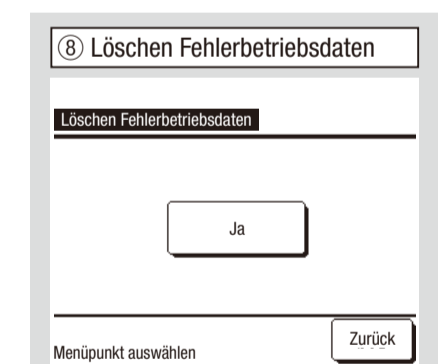 ⑧ Löschen Fehlerbetriebsdaten
Löschen Fehlerbetriebsdaten
Ja
Menüpunkt auswählen
Zurück